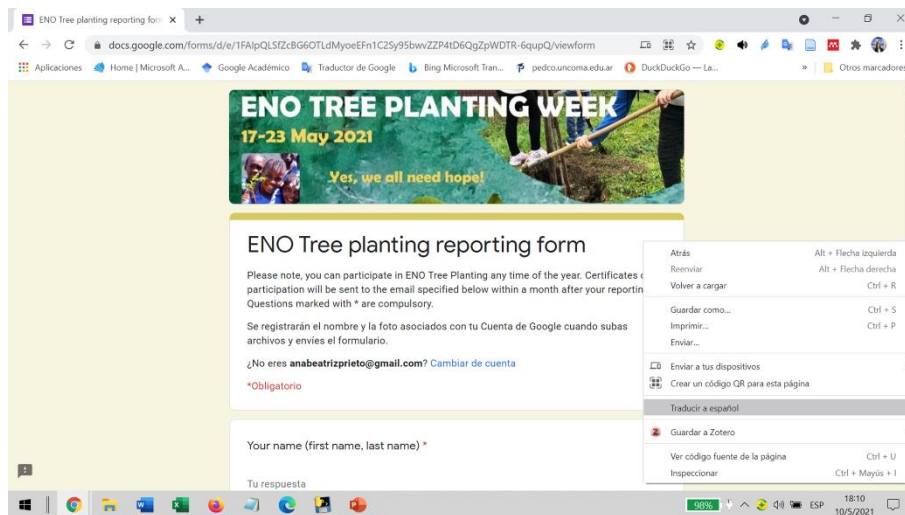 ENO Tree planting reporting form
docs.google.com/forms/d/e/1FAIpQLSfZcBG6OTLdMyoeEFn1C2Sy95bwvZZP4tD6QgZpWDTR-6qupQ/viewform
Aplicaciones Home | Microsoft A... Google Académico Traductor de Google Bing Microsoft Tran... pedco.uncoma.edu.ar DuckDuckGo — La... » Otros marcadores
ENO TREE PLANTING WEEK
17-23 May 2021
Yes, we all need hope!
ENO Tree planting reporting form
Please note, you can participate in ENO Tree Planting any time of the year. Certificates
participation will be sent to the email specified below within a month after your reportin
Questions marked with * are compulsory.
Se registrarán el nombre y la foto asociados con tu Cuenta de Google cuando subas
archivos y envíes el formulario.
¿No eres anabeatrizprieto@gmail.com? Cambiar de cuenta
*Obligatorio
Your name (first name, last name) *
Tu respuesta
Atrás Alt + Flecha izquierda
Reenviar Alt + Flecha derecha
Volver a cargar Ctrl + R
Guardar como... Ctrl + S
Imprimir... Ctrl + P
Enviar...
Enviar a tus dispositivos
Crear un código QR para esta página
Traducir a español
Guardar a Zotero
Ver código fuente de la página Ctrl + U
Inspeccionar Ctrl + Mayús + I
98% ESP 18:10
10/5/2021